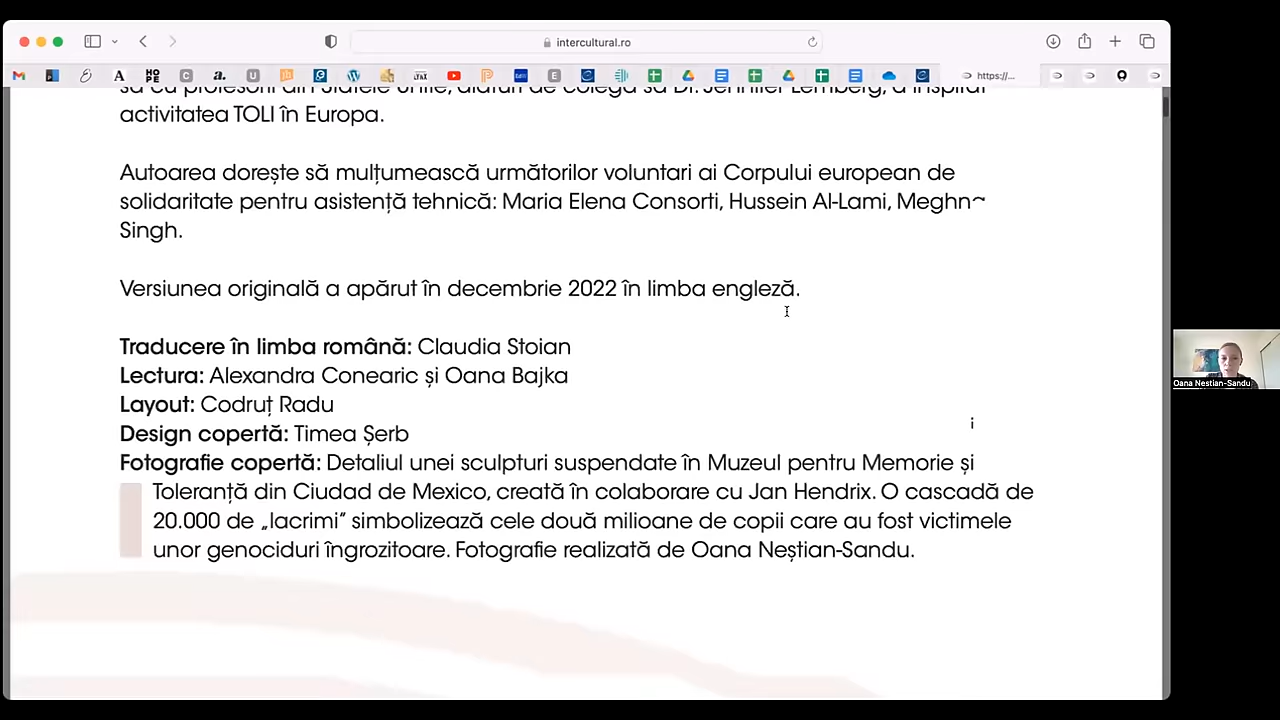 intercultural.ro
https://...
activitatea TOLI în Europa.
Autoarea dorește să mulțumească următorilor voluntari ai Corpului european de
solidaritate pentru asistență tehnică: Maria Elena Consorti, Hussein Al-Lami,
Singh.
Versiunea originală a apărut în decembrie 2022 în limba engleză.
Traducere în limba română: Claudia Stoian
Lectura: Alexandra Conearic și Oana Bajka
Layout: Codruț Radu
Design copertă: Timea Șerb
Fotografie copertă: Detaliul unei sculpturi suspendate în Muzeul pentru Memorie și
Toleranță din Ciudad de Mexico, creată în colaborare cu Jan Hendrix. O cascadă de
20.000 de „lacrimi” simbolizează cele două milioane de copii care au fost victimele
unor genociduri îngrozitoare. Fotografie realizată de Oana Neștian-Sandu.
Oana Nestian-Sandu